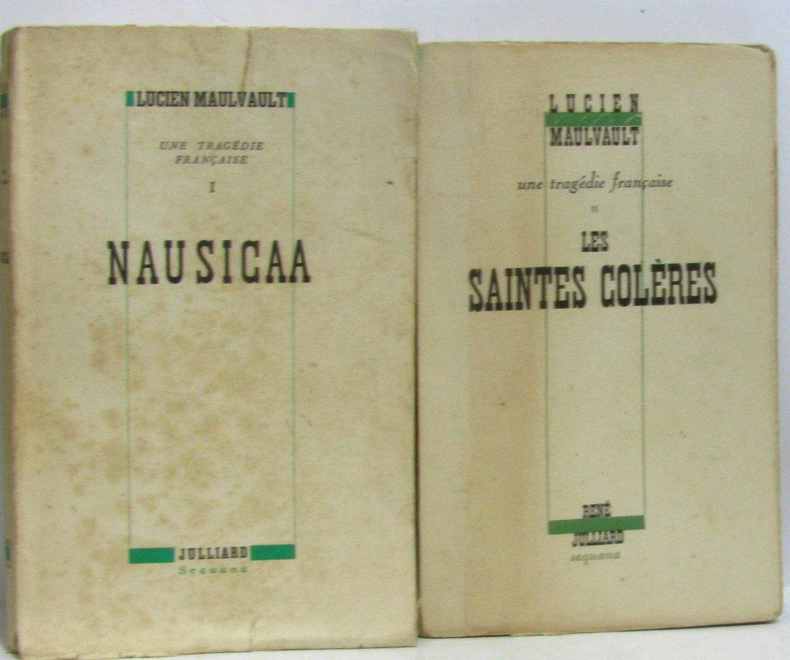 LUCIEN MAULVAULT
UNE TRAGÉDIE
FRANÇAISE
I
NAUSICAA
JULLIARD
Sequana
LUCIEN
MAULVAULT
une tragédie française
II
LES
SAINTES COLÈRES
RENÉ
JULLIARD
sequana